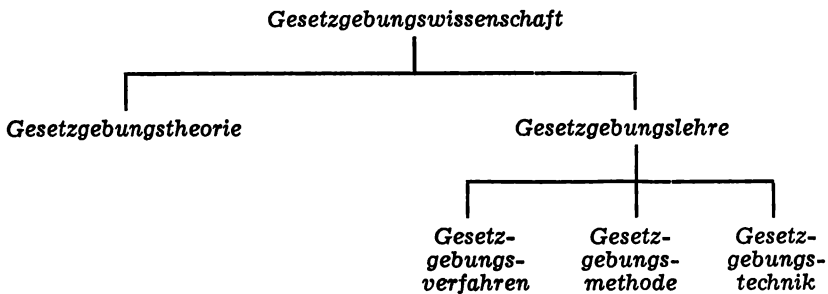 Gesetzgebungswissenschaft
Gesetzgebungstheorie
Gesetzgebungslehre
Gesetz-
gebungs-
verfahren
Gesetz-
gebungs-
methode
Gesetz-
gebungs-
technik